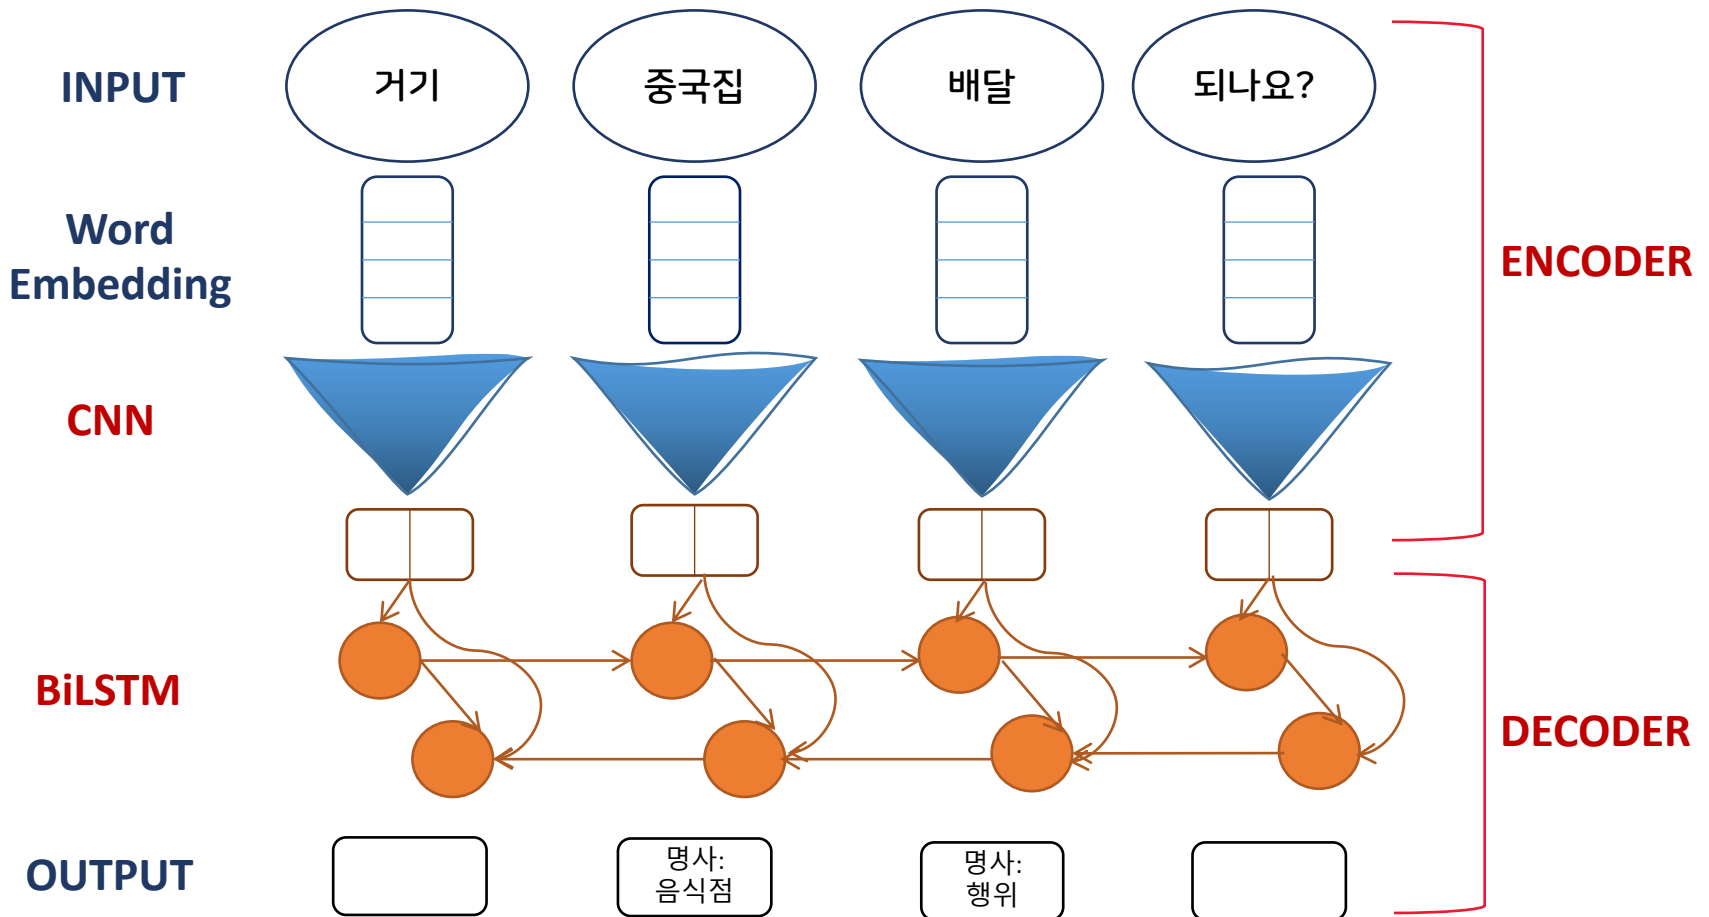 INPUT
거기
중국집
배달
되나요?
Word
Embedding
ENCODER
CNN
BiLSTM
DECODER
OUTPUT
명사:
음식점
명사:
행위